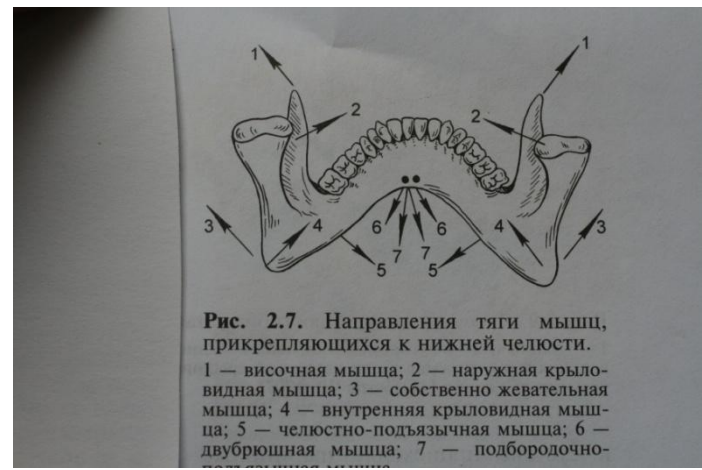 1
1
2
2
3
4
6
7
7
6
4
3
5
5
Рис. 2.7. Направления тяги мышц,
прикрепляющихся к нижней челюсти.
1 — височная мышца; 2 — наружная крыло-
видная мышца; 3 — собственно жевательная
мышца; 4 — внутренняя крыловидная мыш-
ца; 5 — челюстно-подъязычная мышца; 6 —
двубрюшная мышца; 7 — подбородочно-
подъязычная мышца.